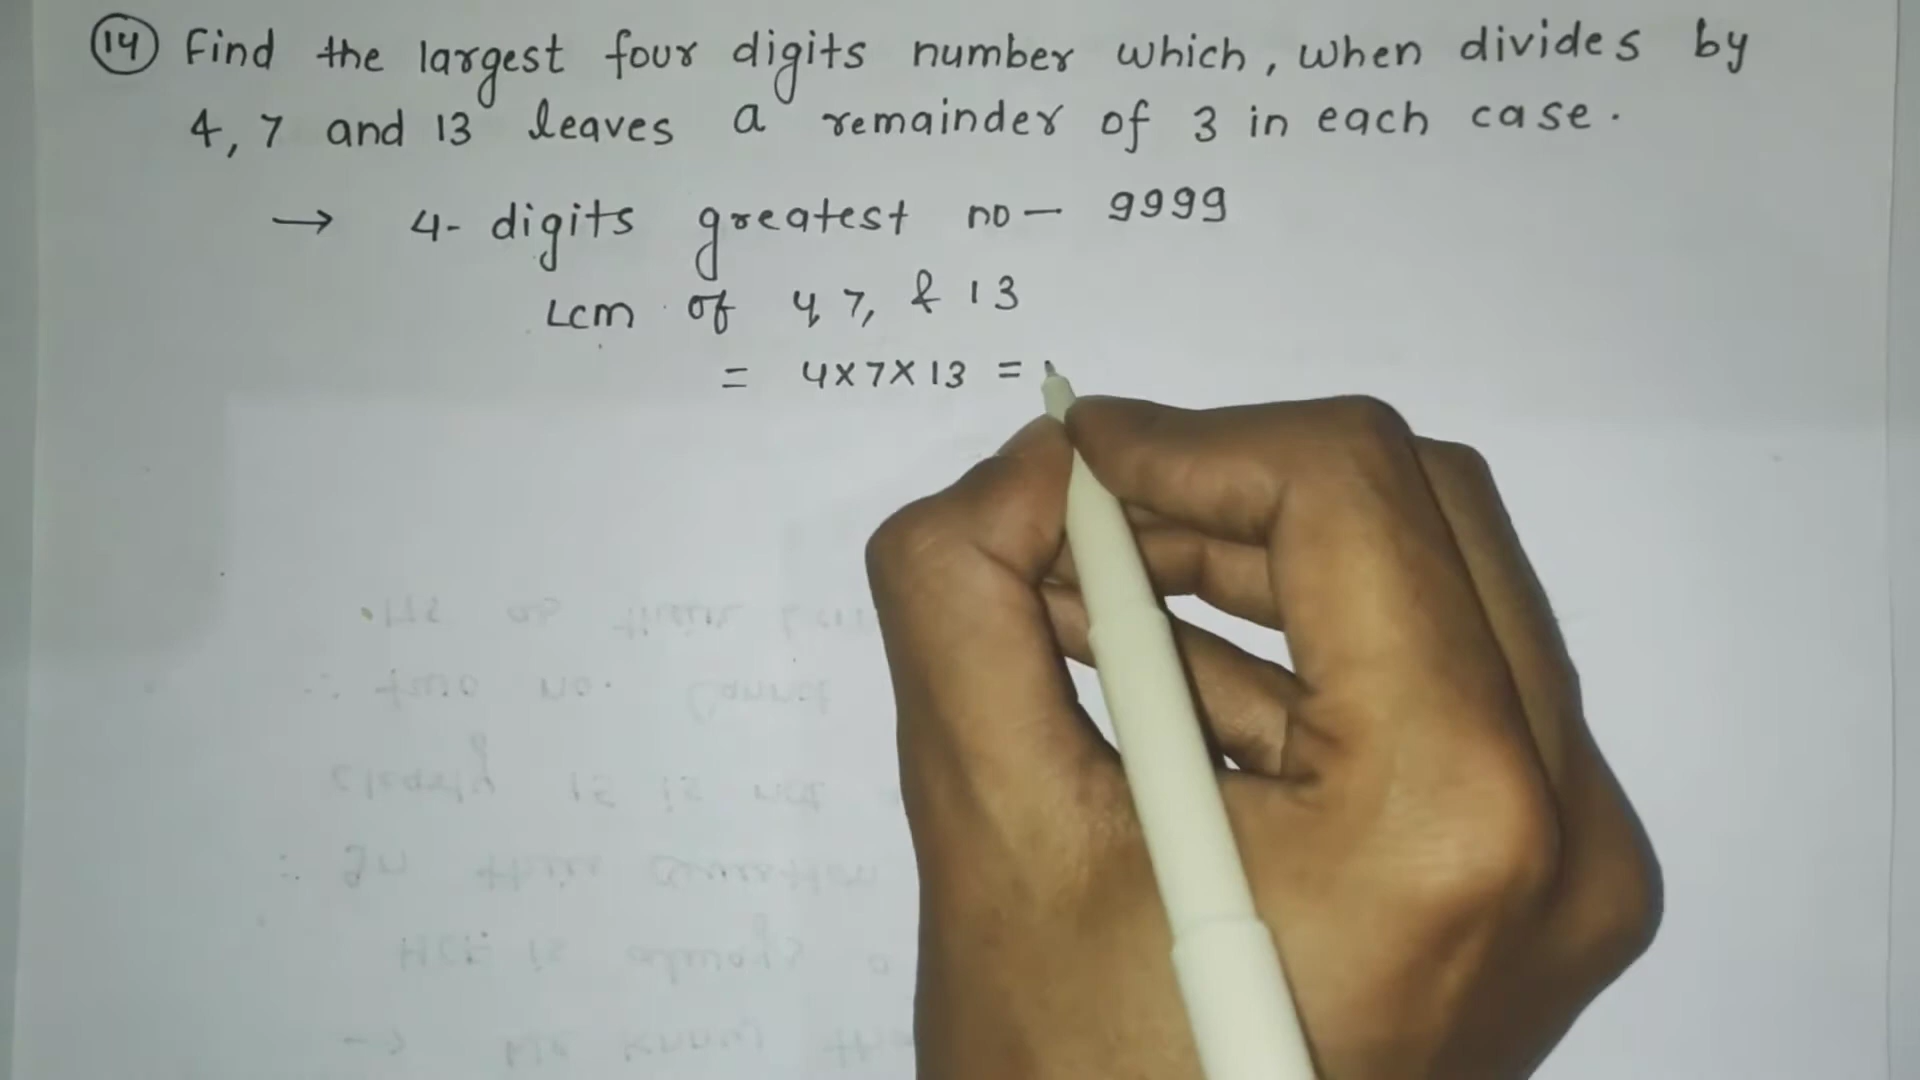 14 Find the largest four digits number which, when divides by
4, 7 and 13 leaves a remainder of 3 in each case.
→ 4- digits greatest no — 9999
Lcm of 4 7, & 13
= 4×7×13 =